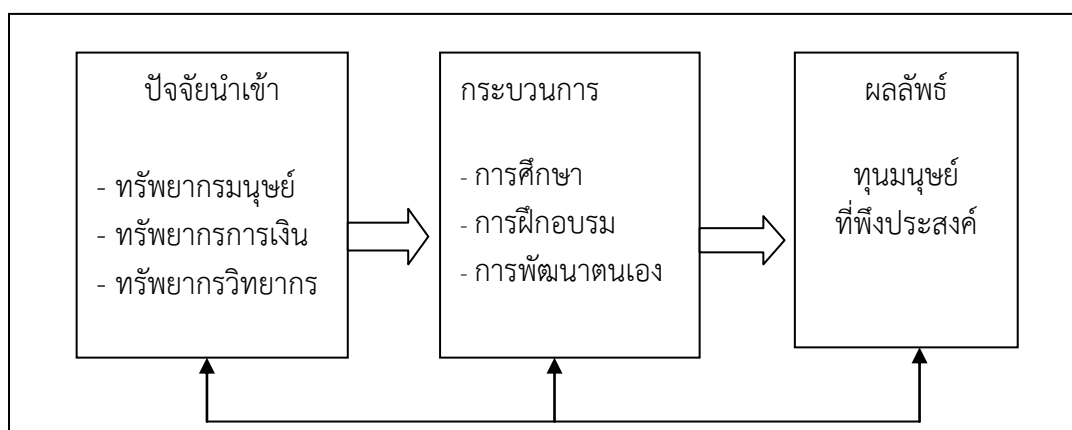 ปัจจัยนำเข้า
- ทรัพยากรมนุษย์
- ทรัพยากรการเงิน
- ทรัพยากรวิทยากร
กระบวนการ
- การศึกษา
- การฝึกอบรม
- การพัฒนาตนเอง
ผลลัพธ์
ทุนมนุษย์
ที่พึงประสงค์